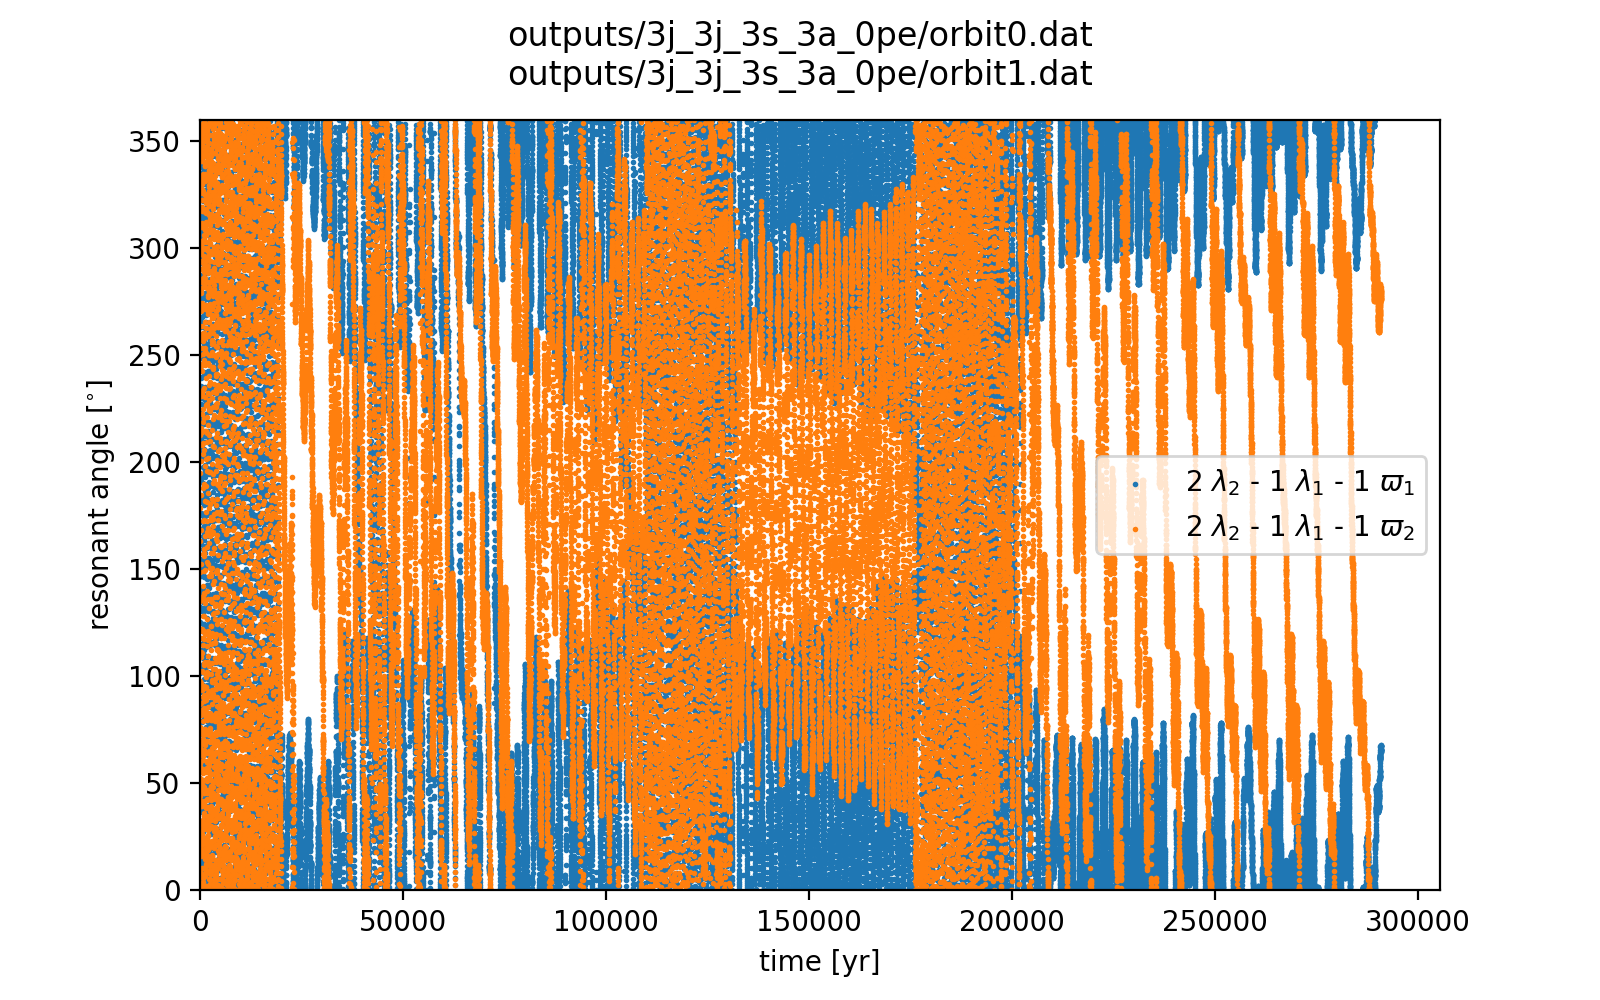 outputs/3j_3j_3s_3a_0pe/orbit0.dat
outputs/3j_3j_3s_3a_0pe/orbit1.dat
350
300
250
200
150
100
50
0
resonant angle [°]
2 λ₂ - 1 λ₁ - 1 ϖ₁
2 λ₂ - 1 λ₁ - 1 ϖ₂
0 50000 100000 150000 200000 250000 300000
time [yr]